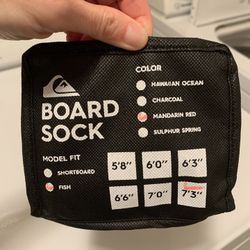 COLOR
BOARD
SOCK
HAWAIIAN OCEAN
CHARCOAL
MANDARIN RED
SULPHUR SPRING
MODEL FIT
SHORTBOARD
FISH
5'8" 6'0" 6'3"
6'6" 7'0" 7'3"